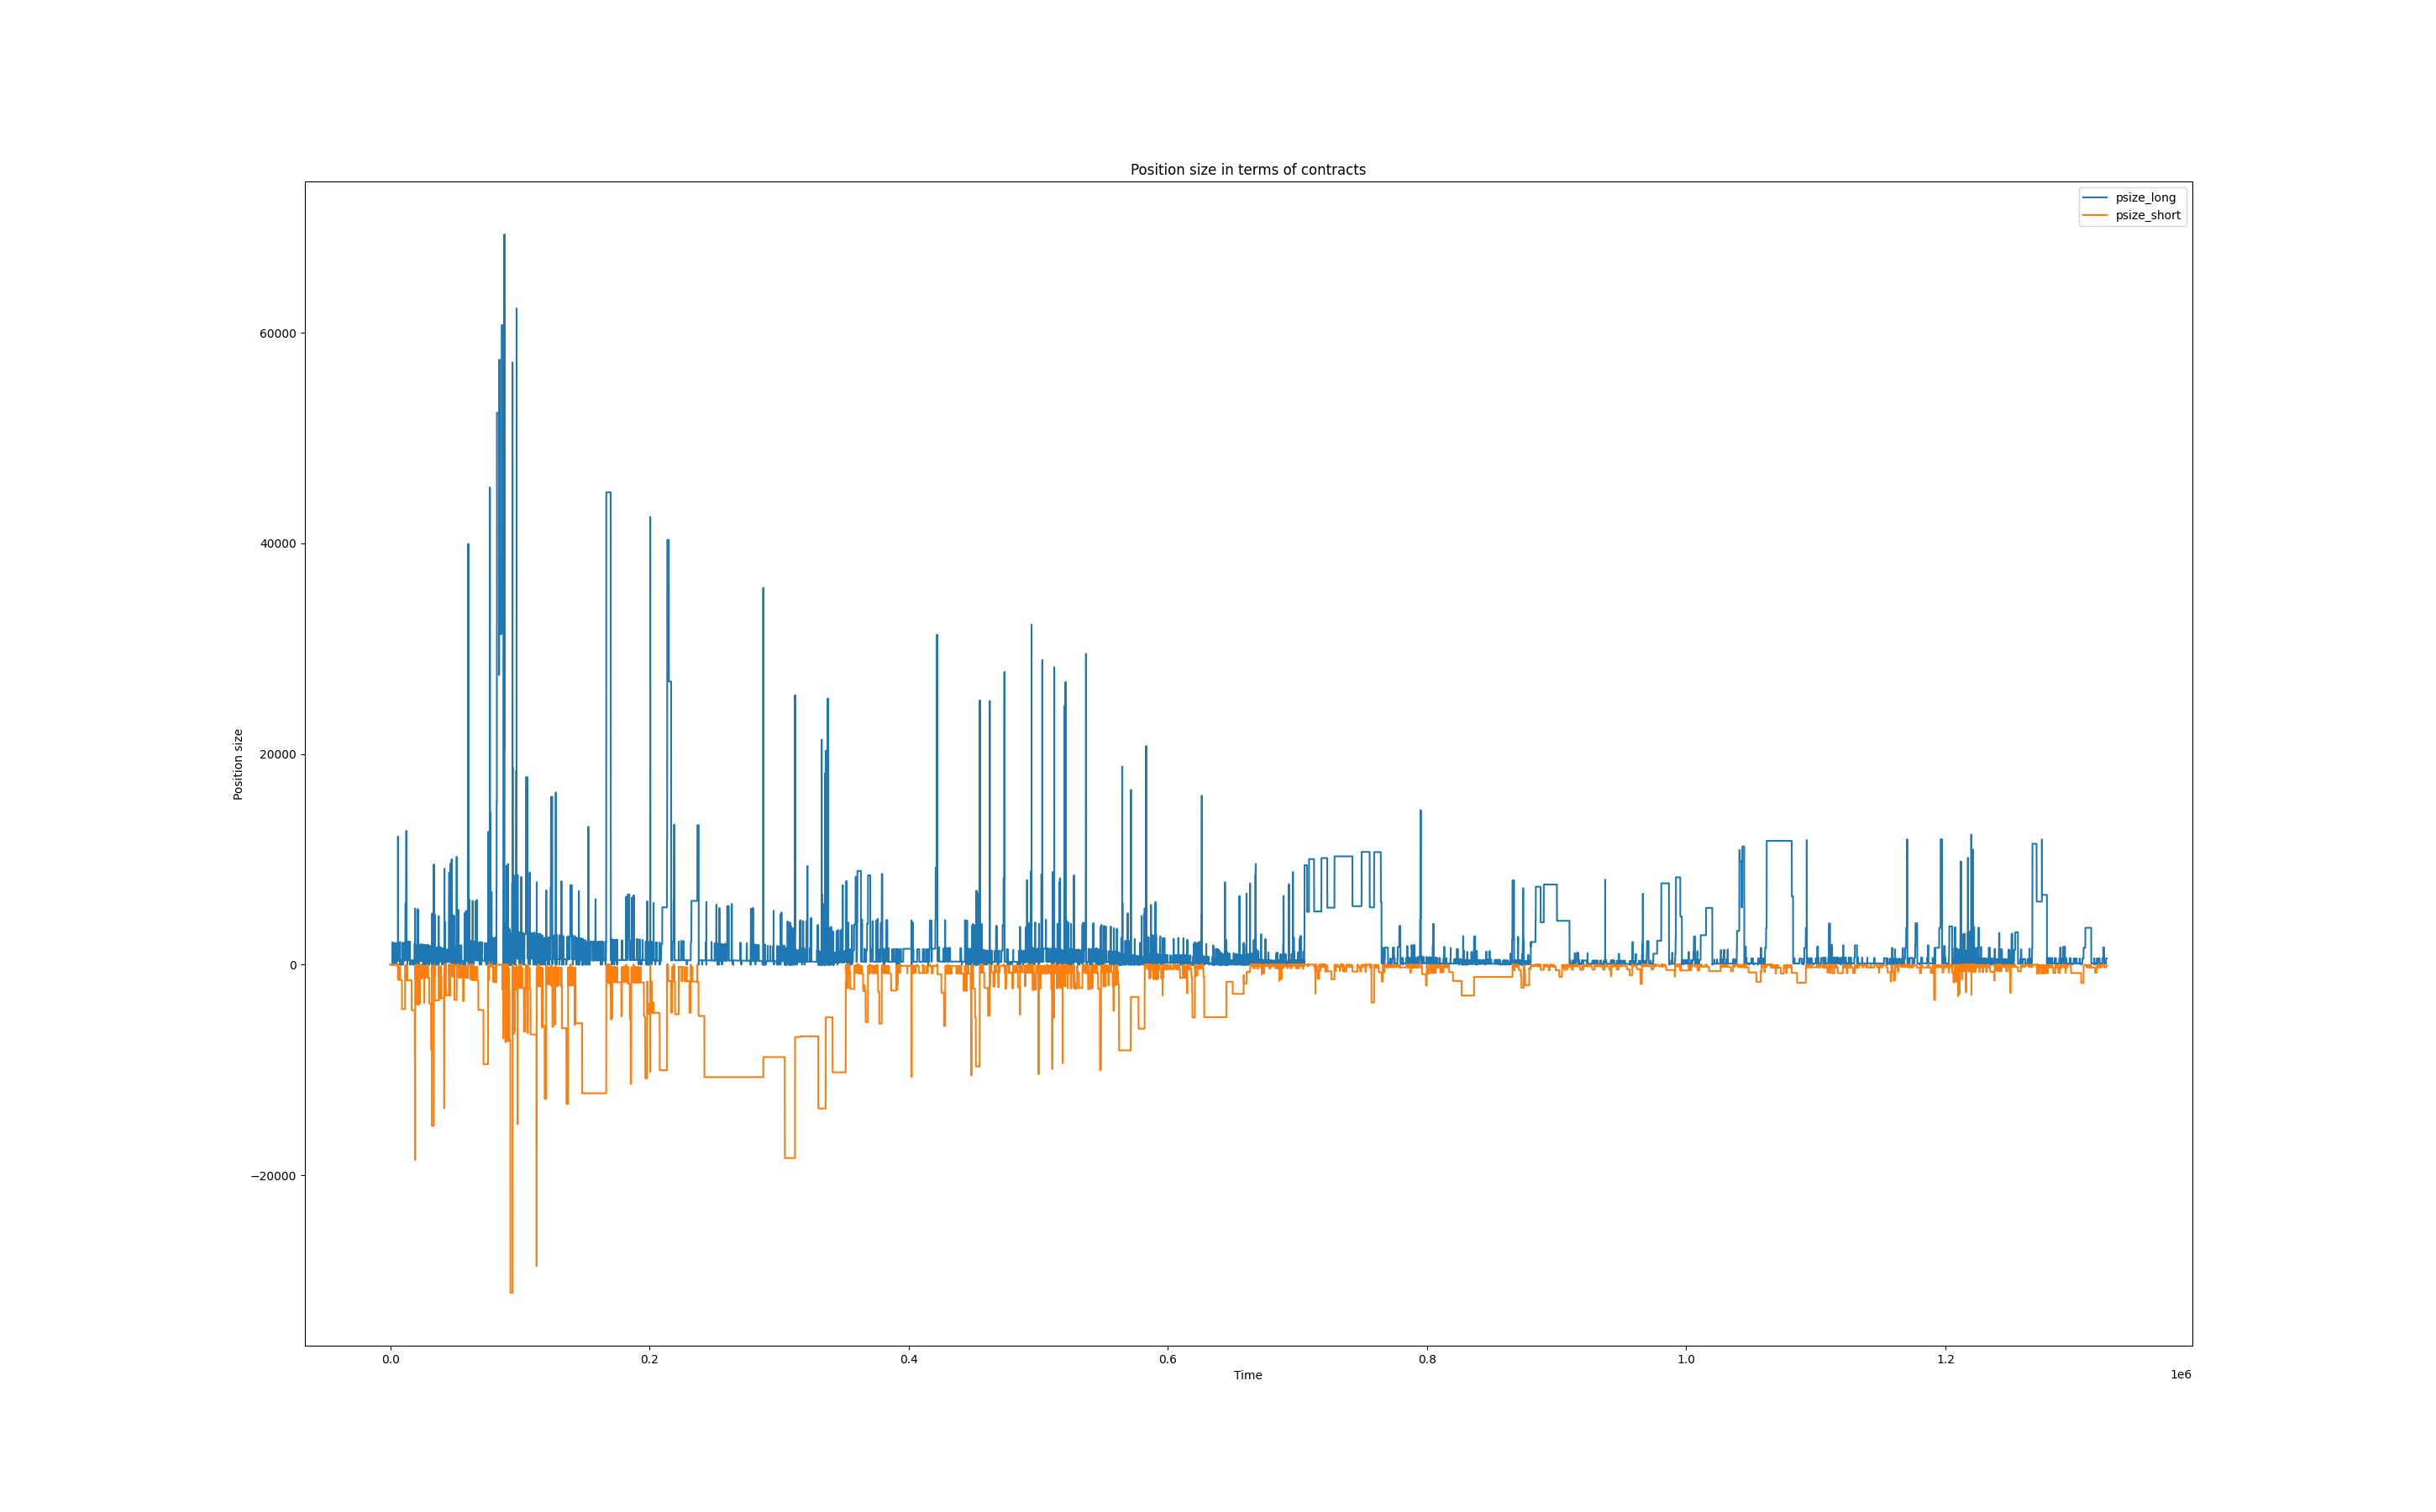 Position size in terms of contracts
psize_long
psize_short
Position size
60000
40000
20000
0
−20000
0.0
0.2
0.4
0.6
0.8
1.0
1.2
1e6
Time